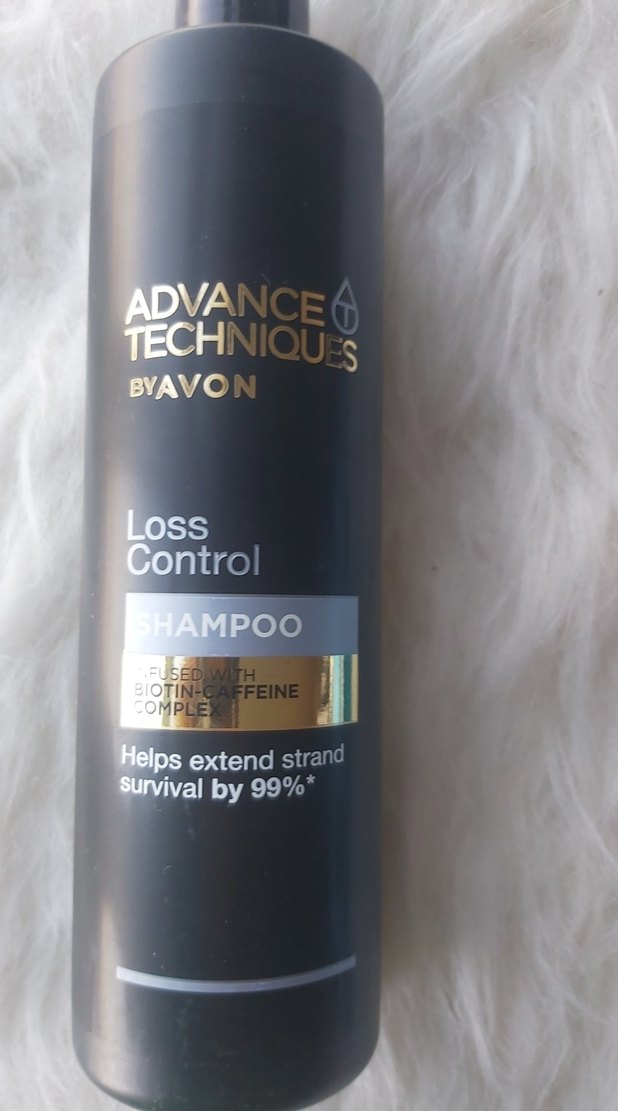 ADVANCE
TECHNIQUES
BY AVON
Loss
Control
SHAMPOO
INFUSED WITH
BIOTIN-CAFFEINE
COMPLEX
Helps extend strand
survival by 99%*